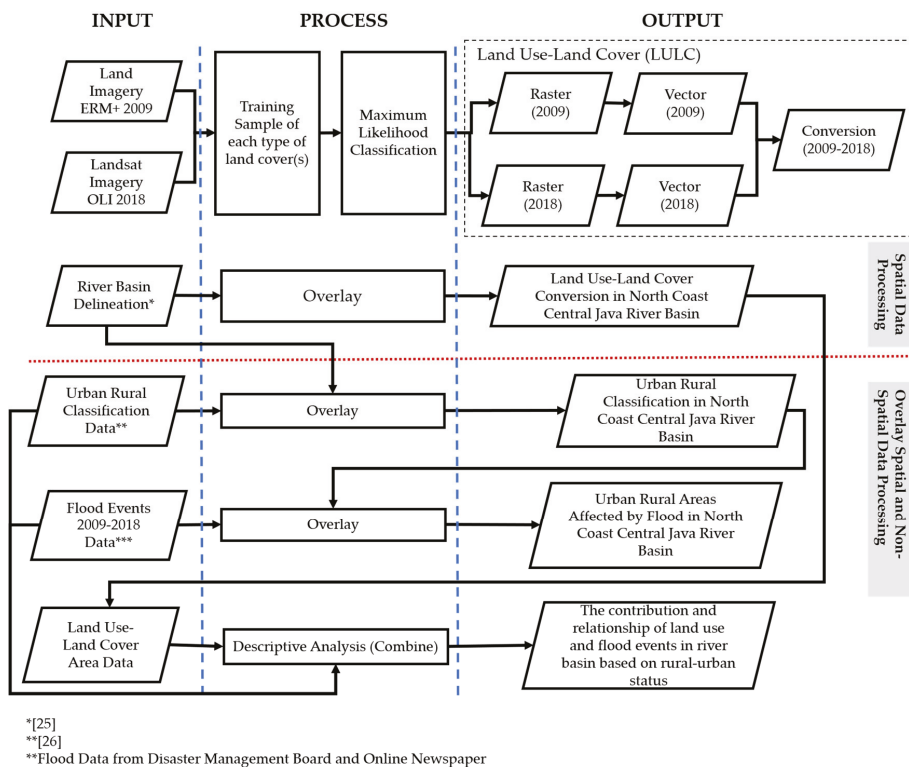 INPUT
PROCESS
OUTPUT
Land
Imagery
ERM+ 2009
Landsat
Imagery
OLI 2018
Training
Sample of
each type of
land cover(s)
Maximum
Likelihood
Classification
Land Use-Land Cover (LULC)
Raster
(2009)
Vector
(2009)
Raster
(2018)
Vector
(2018)
Conversion
(2009-2018)
Spatial Data
Processing
River Basin
Delineation*
Overlay
Land Use-Land Cover
Conversion in North Coast
Central Java River Basin
Urban Rural
Classification
Data**
Overlay
Urban Rural
Classification in North
Coast Central Java River
Basin
Overlay Spatial and Non-
Spatial Data Processing
Flood Events
2009-2018
Data***
Overlay
Urban Rural Areas
Affected by Flood in North
Coast Central Java River
Basin
Land Use-
Land Cover
Area Data
Descriptive Analysis (Combine)
The contribution and
relationship of land use
and flood events in river
basin based on rural-urban
status
*[25]
**[26]
**Flood Data from Disaster Management Board and Online Newspaper